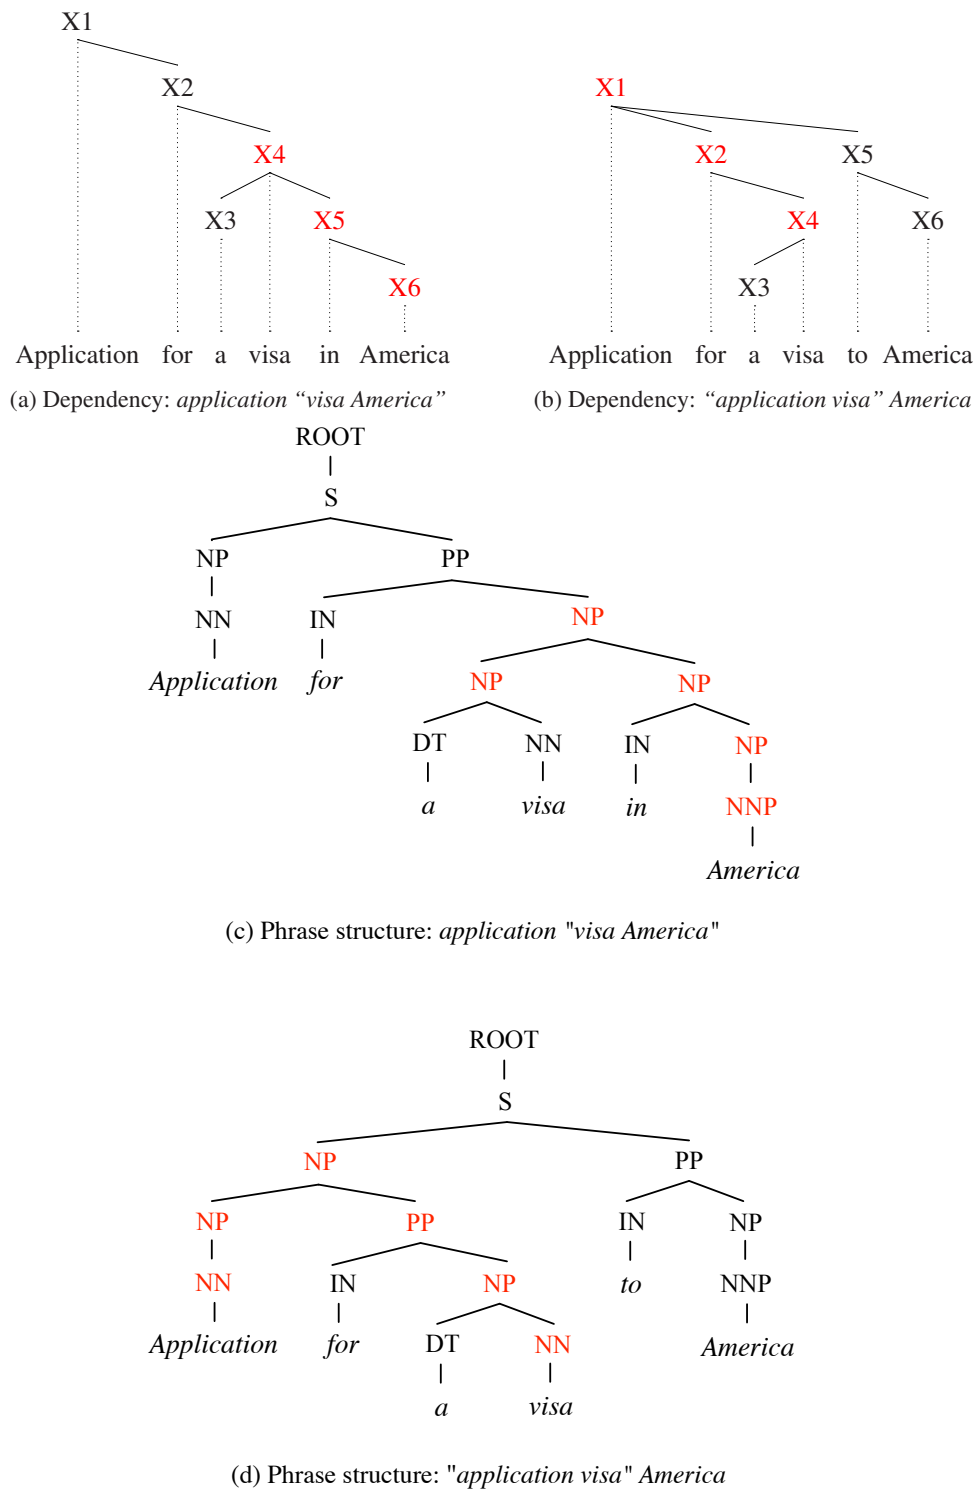 X1
X2
X4
X3 X5
X6
Application for a visa in America
(a) Dependency: application “visa America”
X1
X2 X5
X4 X6
X3
Application for a visa to America
(b) Dependency: “application visa” America
ROOT
S
NP PP
NN IN NP
Application for NP NP
DT NN IN NP
a visa in NNP
America
(c) Phrase structure: application "visa America"
ROOT
S
NP PP
NP PP IN NP
NN IN NP to NNP
Application for DT NN America
a visa
(d) Phrase structure: "application visa" America